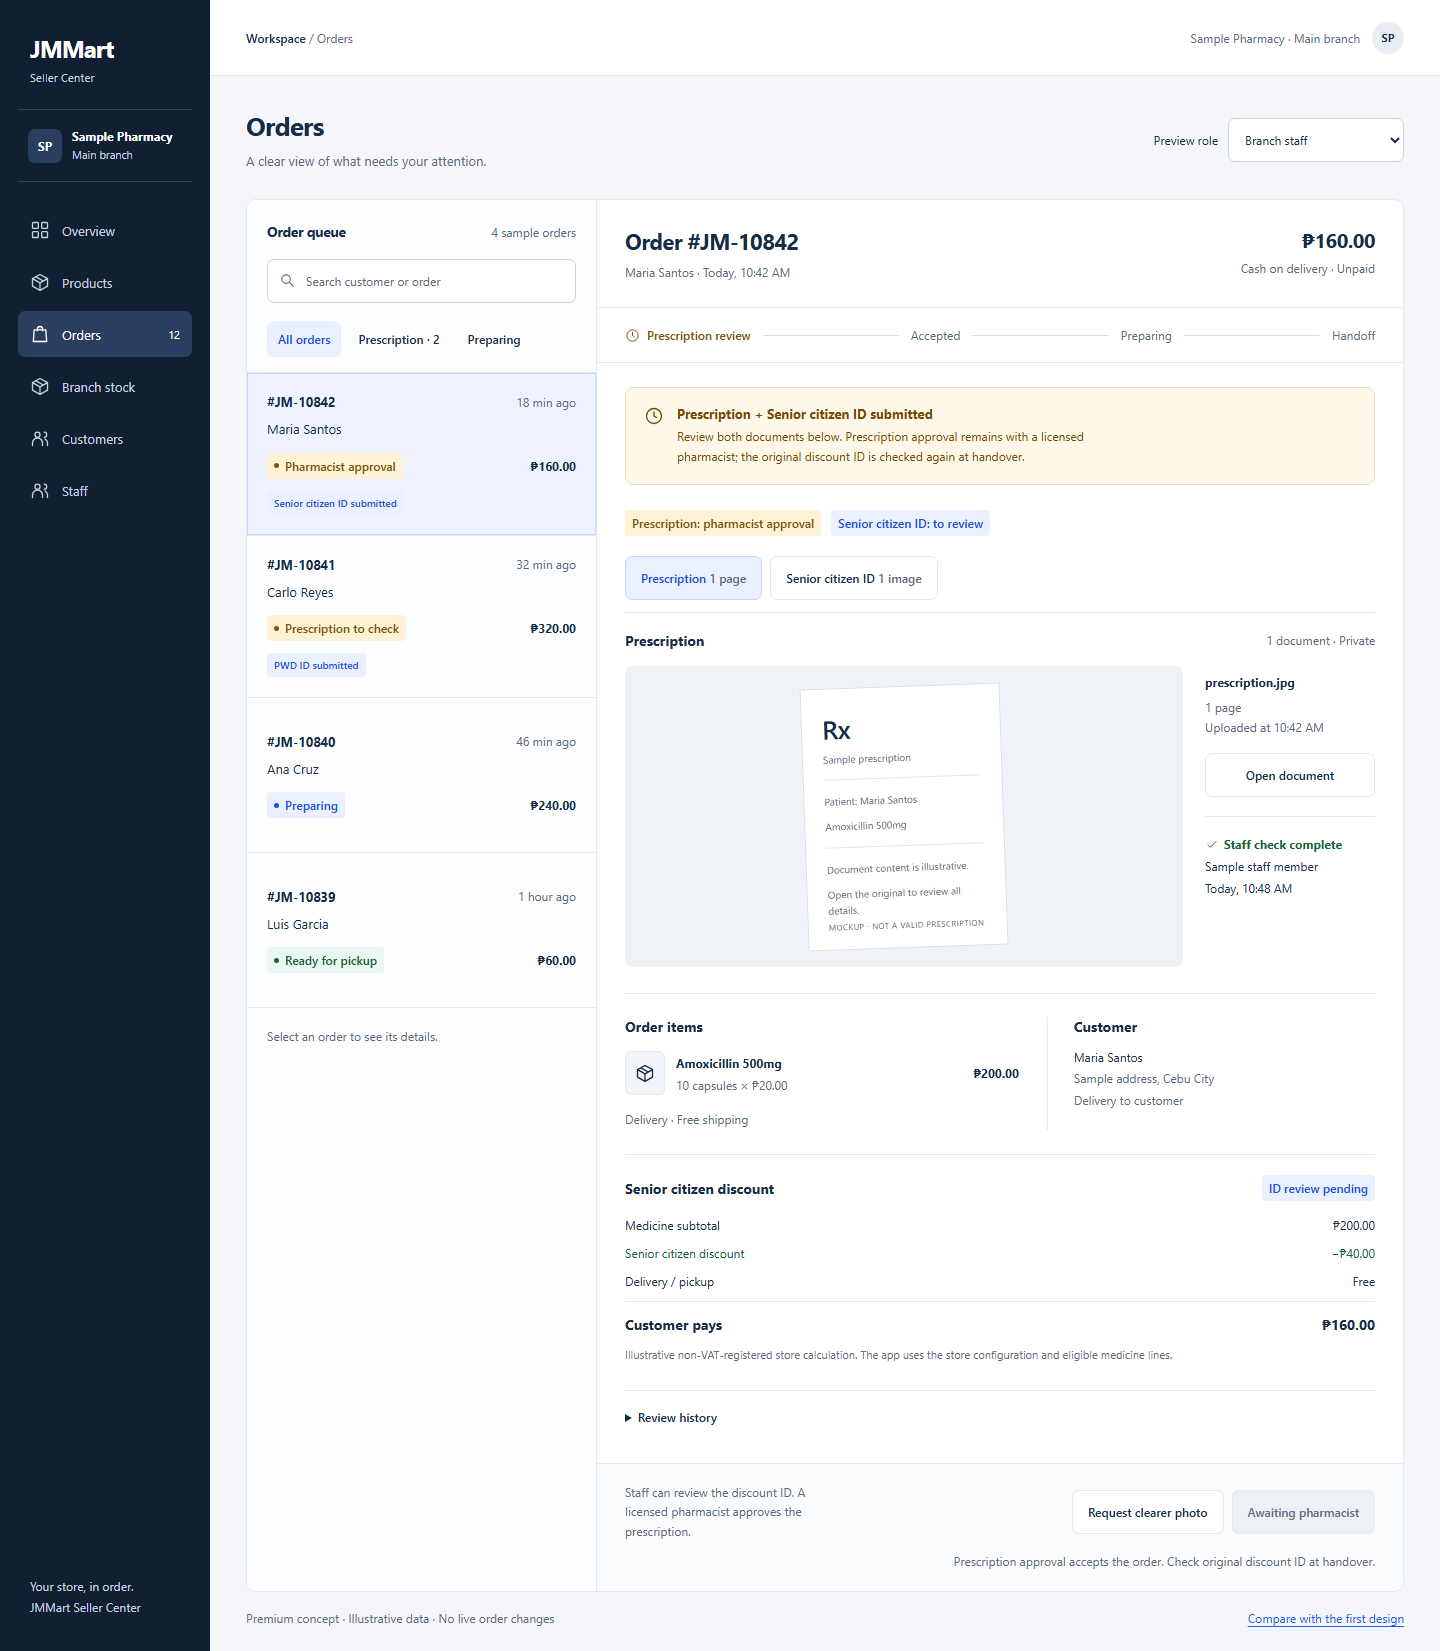 JMMart
Seller Center
SP
Sample Pharmacy
Main branch
Overview
Products
Orders 12
Branch stock
Customers
Staff
Your store, in order.
JMMart Seller Center
Workspace / Orders
Sample Pharmacy · Main branch SP
Orders
A clear view of what needs your attention.
Preview role Branch staff
Order queue 4 sample orders
Search customer or order
All orders Prescription · 2 Preparing
#JM-10842 18 min ago
Maria Santos
Pharmacist approval ₱160.00
Senior citizen ID submitted
#JM-10841 32 min ago
Carlo Reyes
Prescription to check ₱320.00
PWD ID submitted
#JM-10840 46 min ago
Ana Cruz
Preparing ₱240.00
#JM-10839 1 hour ago
Luis Garcia
Ready for pickup ₱60.00
Select an order to see its details.
Order #JM-10842 ₱160.00
Maria Santos · Today, 10:42 AM Cash on delivery · Unpaid
Prescription review Accepted Preparing Handoff
Prescription + Senior citizen ID submitted
Review both documents below. Prescription approval remains with a licensed
pharmacist; the original discount ID is checked again at handover.
Prescription: pharmacist approval Senior citizen ID: to review
Prescription 1 page Senior citizen ID 1 image
Prescription 1 document · Private
Rx
Sample prescription
Patient: Maria Santos
Amoxicillin 500mg
Document content is illustrative.
Open the original to review all
details.
MOCKUP · NOT A VALID PRESCRIPTION
prescription.jpg
1 page
Uploaded at 10:42 AM
Open document
Staff check complete
Sample staff member
Today, 10:48 AM
Order items
Amoxicillin 500mg
10 capsules × ₱20.00
₱200.00
Delivery · Free shipping
Customer
Maria Santos
Sample address, Cebu City
Delivery to customer
Senior citizen discount ID review pending
Medicine subtotal ₱200.00
Senior citizen discount −₱40.00
Delivery / pickup Free
Customer pays ₱160.00
Illustrative non-VAT-registered store calculation. The app uses the store configuration and eligible medicine lines.
Review history
Staff can review the discount ID. A
licensed pharmacist approves the
prescription.
Request clearer photo Awaiting pharmacist
Prescription approval accepts the order. Check original discount ID at handover.
Premium concept · Illustrative data · No live order changes
Compare with the first design